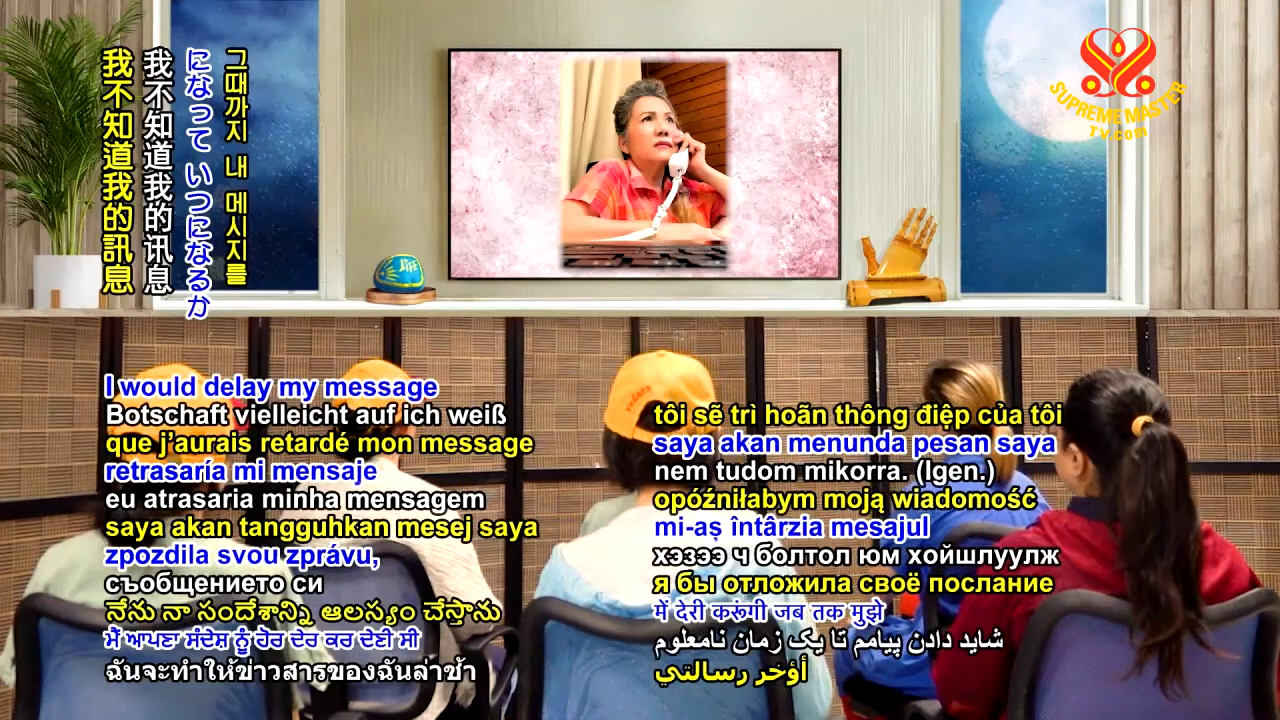 我不知道我的訊息
我不知道我的讯息
になって いつになるか
그때까지 내 메시지를
SUPREME MASTER
TV.com
I would delay my message
Botschaft vielleicht auf ich weiß
que j’aurais retardé mon message
retrasaría mi mensaje
eu atrasaria minha mensagem
saya akan tangguhkan mesej saya
zpozdila svou zprávu,
съобщението си
నేను నా సందేశాన్ని ఆలస్యం చేస్తాను
ਮੈਂ ਆਪਣਾ ਸੰਦੇਸ਼ ਨੂੰ ਹੋਰ ਦੇਰ ਕਰ ਦੇਣੀ ਸੀ
ฉันจะทำให้ข่าวสารของฉันล่าช้า
tôi sẽ trì hoãn thông điệp của tôi
saya akan menunda pesan saya
nem tudom mikorra. (Igen.)
opóźniłabym moją wiadomość
mi-aș întârzia mesajul
хэзээ ч болтол юм хойшлуулж
я бы отложила своё послание
में देरी करूंगी जब तक मुझे
شاید دادن پیامم تا یک زمان نامعلوم
أؤخر رسالتي